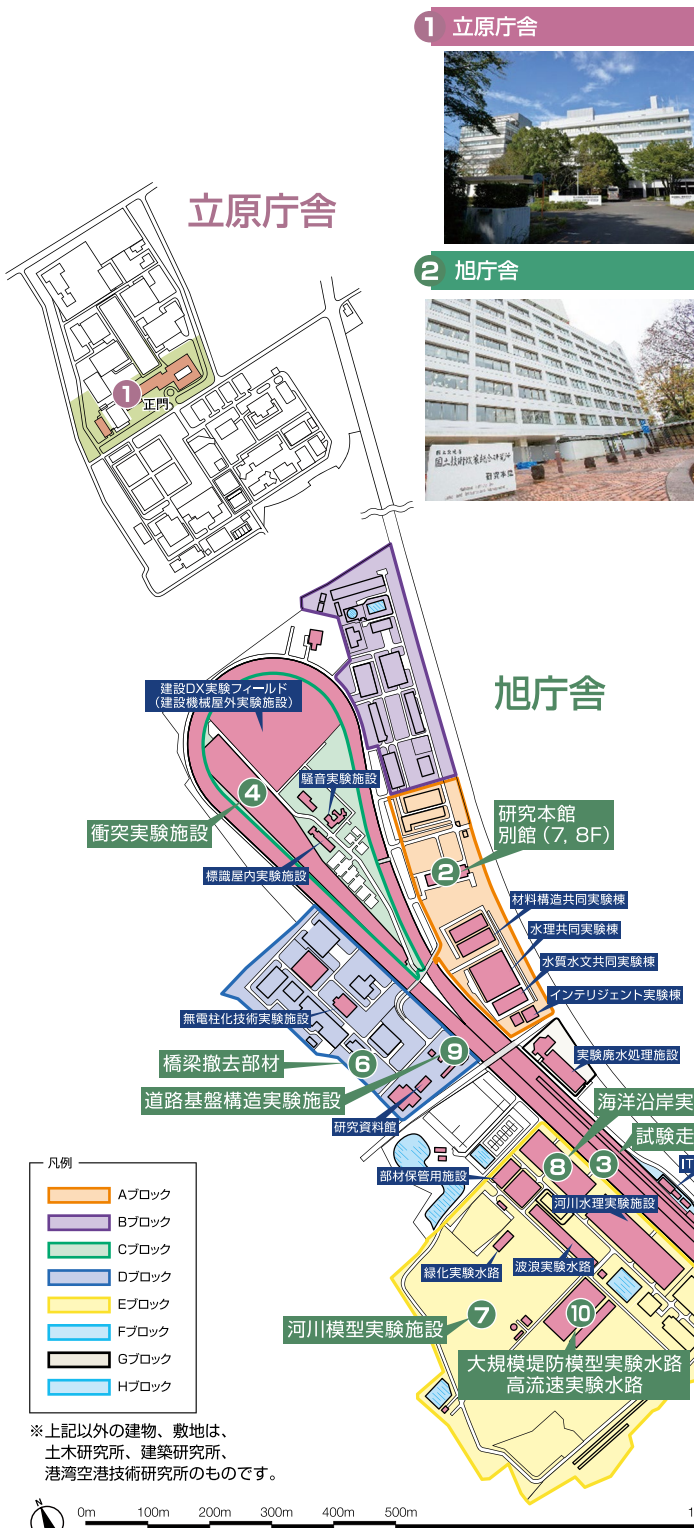 1 立原庁舎
立原庁舎
2 旭庁舎
1
正門
国土技術政策総合研究所
旭庁舎
建設DX実験フィールド
(建設機械屋外実験施設)
騒音実験施設
4
衝突実験施設
標識屋内実験施設
研究本館
別館(7, 8F)
2
材料構造共同実験棟
水理共同実験棟
水質水文共同実験棟
インテリジェント実験棟
無電柱化技術実験施設
実験廃水処理施設
橋梁撤去部材
6
9
道路基盤構造実験施設
研究資料館
海洋沿岸実
試験走
8
3
IT
部材保管用施設
河川水理実験施設
緑化実験水路
波浪実験水路
河川模型実験施設
7
10
大規模堤防模型実験水路
高流速実験水路
凡例
Aブロック
Bブロック
Cブロック
Dブロック
Eブロック
Fブロック
Gブロック
Hブロック
※上記以外の建物、敷地は、
土木研究所、建築研究所、
港湾空港技術研究所のものです。
N
0m 100m 200m 300m 400m 500m 1